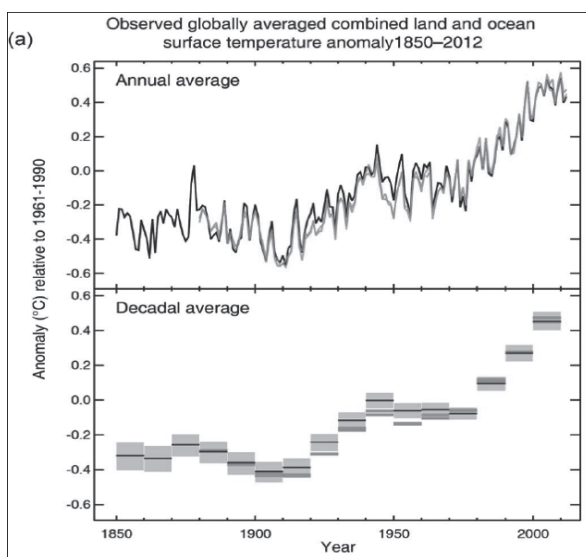 Observed globally averaged combined land and ocean
(a) surface temperature anomaly1850–2012
0.6
Annual average
0.4
0.2
0.0
-0.2
-0.4
-0.6
Anomaly (°C) relative to 1961-1990
0.6
Decadal average
0.4
0.2
0.0
-0.2
-0.4
-0.6
1850 1900 1950 2000
Year